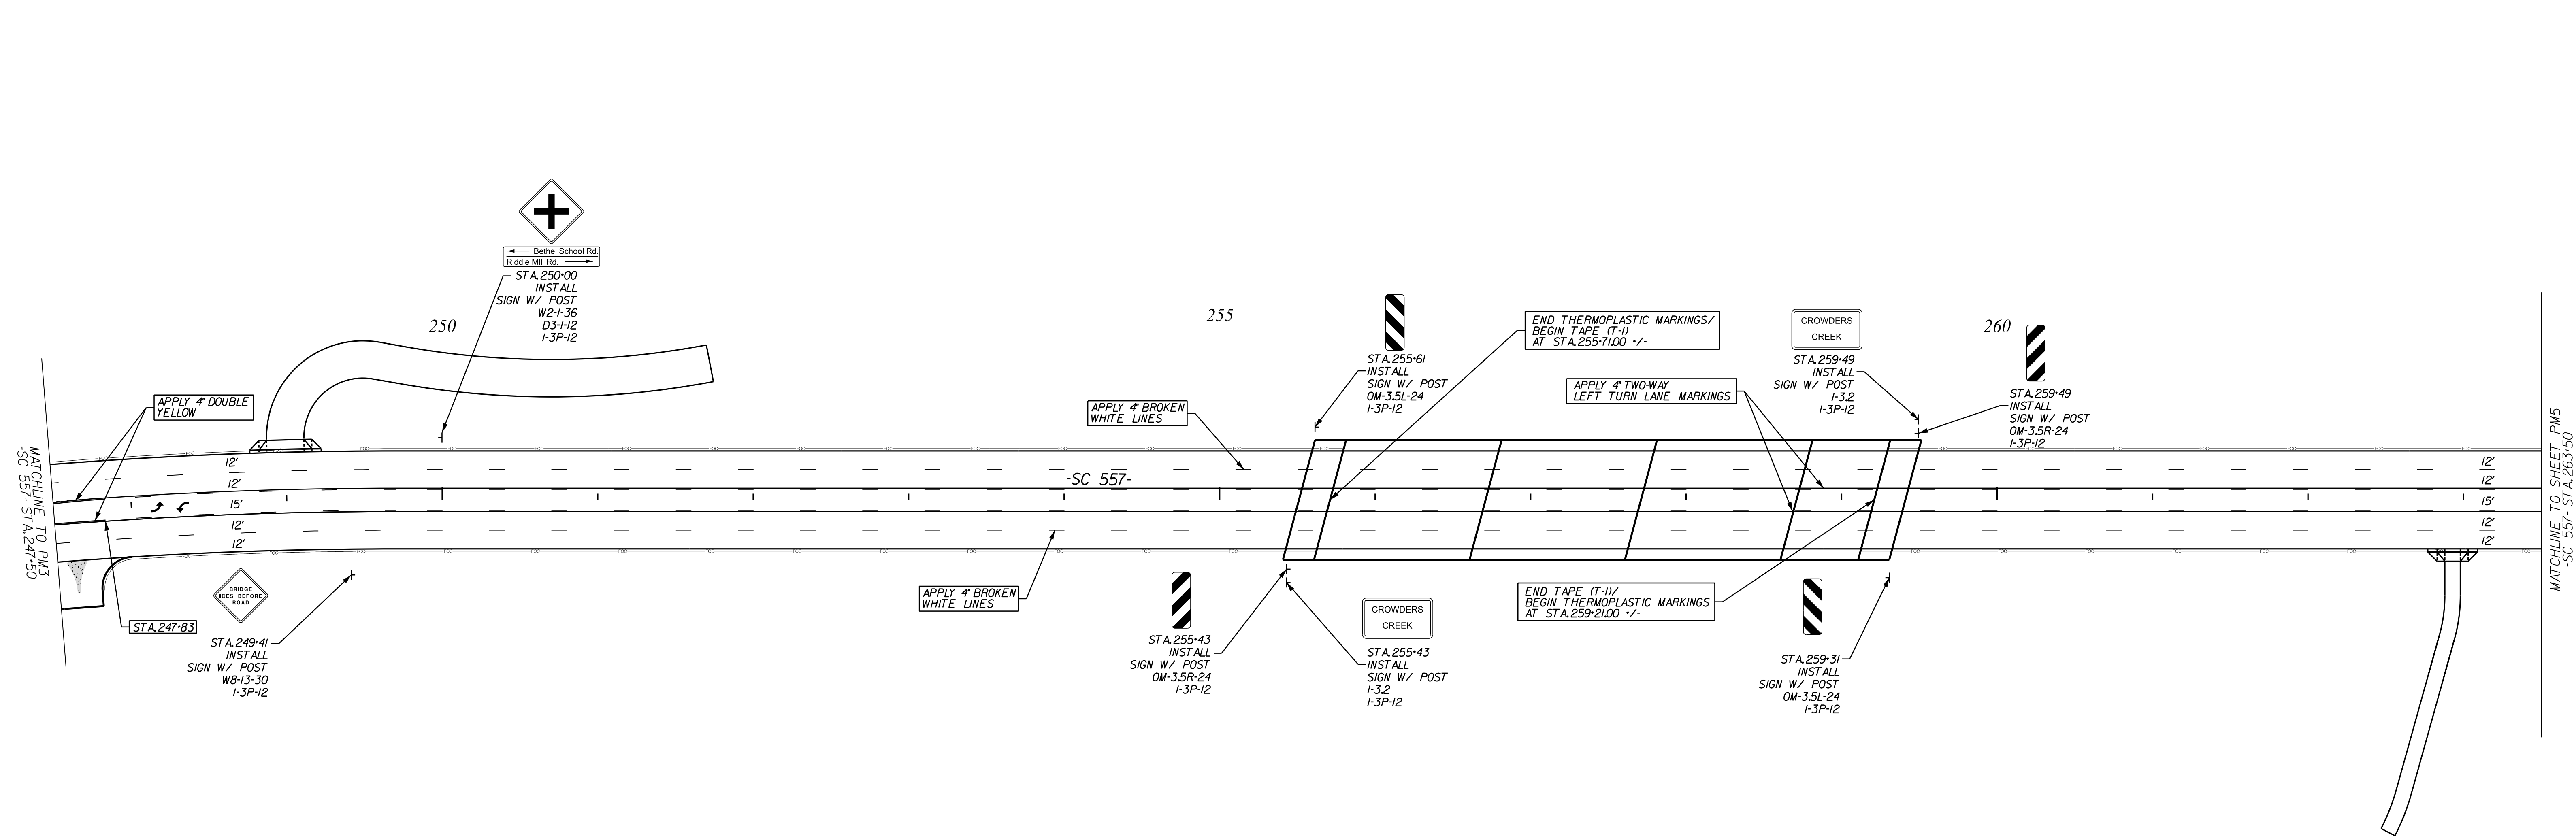 MATCHLINE TO PM3
-SC 557- STA.247+50
APPLY 4" DOUBLE
YELLOW
Bethel School Rd.
Riddle Mill Rd.
STA.250+00
INSTALL
SIGN W/ POST
W2-1-36
D3-1-12
1-3P-12
250
12'
12'
15'
12'
12'
STA.247+83
BRIDGE
ICES BEFORE
ROAD
STA.249+41
INSTALL
SIGN W/ POST
W8-13-30
1-3P-12
255
APPLY 4" BROKEN
WHITE LINES
-SC 557-
APPLY 4" BROKEN
WHITE LINES
STA.255+61
INSTALL
SIGN W/ POST
OM-3.5L-24
1-3P-12
END THERMOPLASTIC MARKINGS/
BEGIN TAPE (T-1)
AT STA.255+71.00 +/-
APPLY 4" TWO-WAY
LEFT TURN LANE MARKINGS
CROWDERS
CREEK
STA.259+49
INSTALL
SIGN W/ POST
1-3.2
1-3P-12
260
STA.259+49
INSTALL
SIGN W/ POST
OM-3.5R-24
1-3P-12
STA.255+43
INSTALL
SIGN W/ POST
OM-3.5R-24
1-3P-12
CROWDERS
CREEK
STA.255+43
INSTALL
SIGN W/ POST
1-3.2
1-3P-12
END TAPE (T-1)/
BEGIN THERMOPLASTIC MARKINGS
AT STA.259+21.00 +/-
STA.259+31
INSTALL
SIGN W/ POST
OM-3.5L-24
1-3P-12
12'
12'
15'
12'
12'
MATCHLINE TO SHEET PM5
-SC 557- STA.263+50